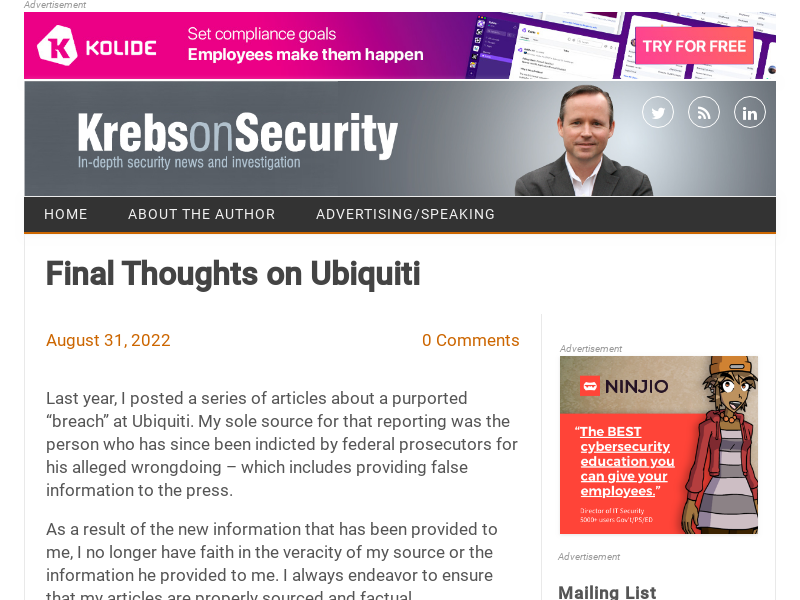 Advertisement
KOLIDE
Set compliance goals
Employees make them happen
TRY FOR FREE
KrebsonSecurity
In-depth security news and investigation
HOME
ABOUT THE AUTHOR
ADVERTISING/SPEAKING
Final Thoughts on Ubiquiti
August 31, 2022
0 Comments
Last year, I posted a series of articles about a purported
“breach” at Ubiquiti. My sole source for that reporting was the
person who has since been indicted by federal prosecutors for
his alleged wrongdoing – which includes providing false
information to the press.
As a result of the new information that has been provided to
me, I no longer have faith in the veracity of my source or the
information he provided to me. I always endeavor to ensure
that my articles are properly sourced and factual.
Advertisement
NINJIO
“The BEST
cybersecurity
education you
can give your
employees.”
Director of IT Security
5000+ users Gov't/PS/ED
Advertisement
Mailing List